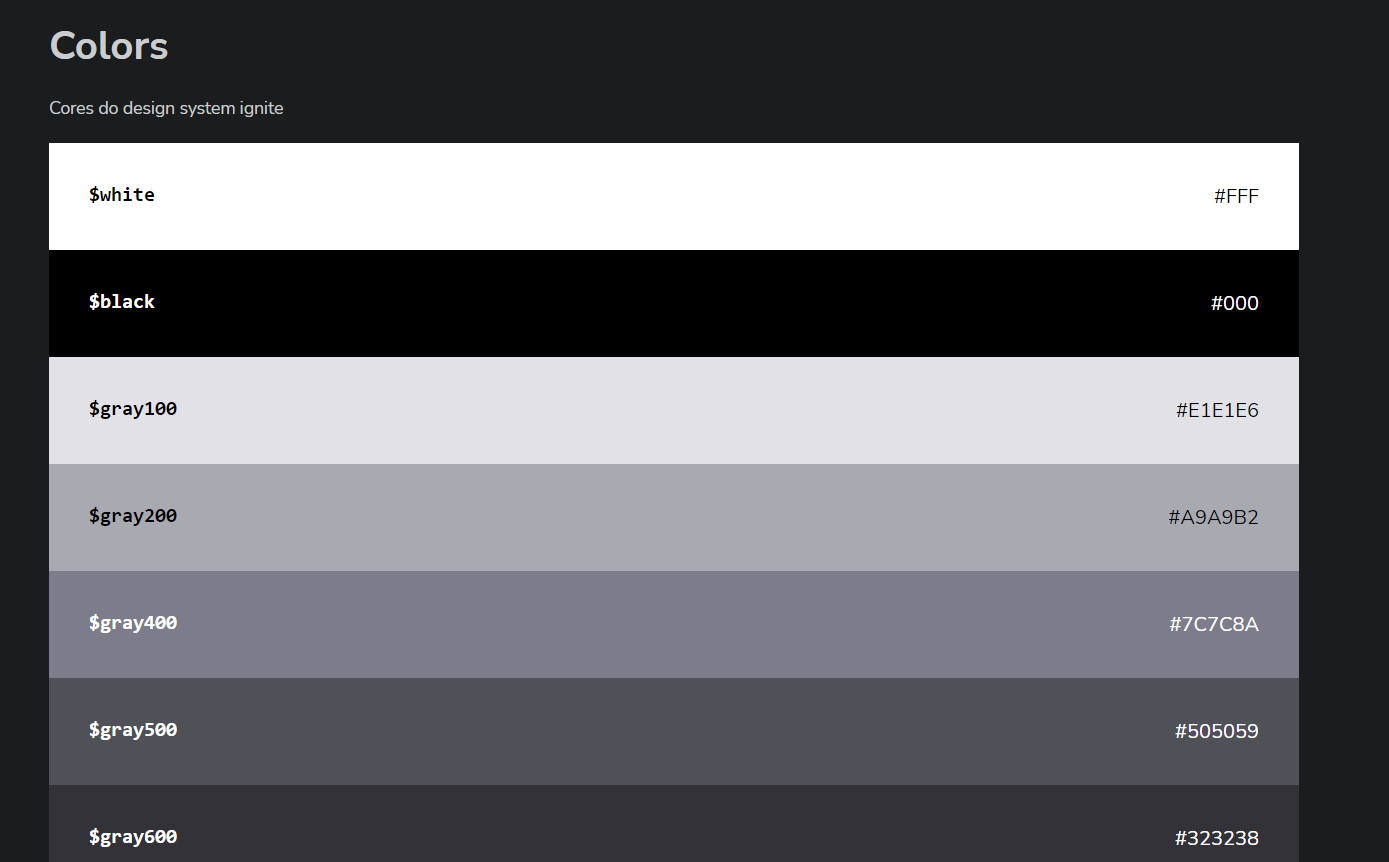 Colors
Cores do design system ignite
$white #FFF
$black #000
$gray100 #E1E1E6
$gray200 #A9A9B2
$gray400 #7C7C8A
$gray500 #505059
$gray600 #323238